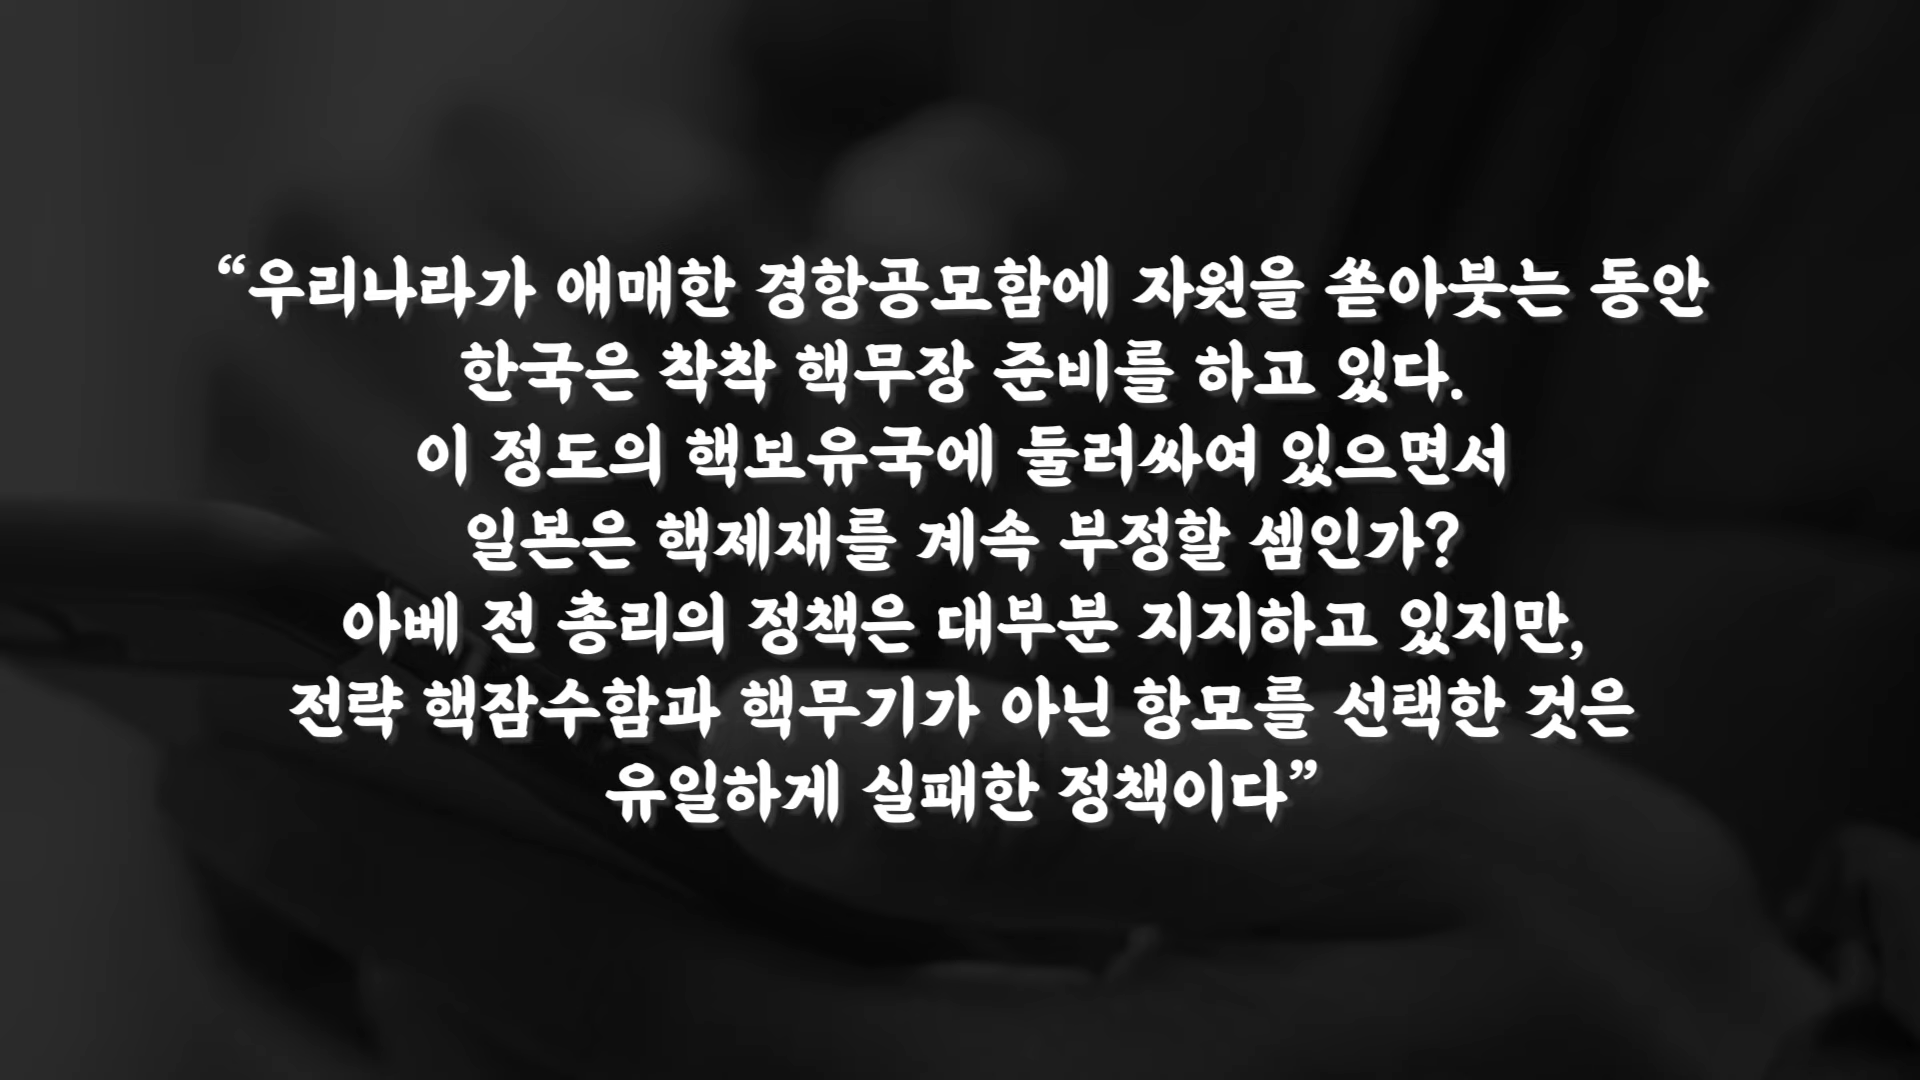 “우리나라가 애매한 경항공모함에 자원을 쏟아붓는 동안
한국은 착착 핵무장 준비를 하고 있다.
이 정도의 핵보유국에 둘러싸여 있으면서
일본은 핵제재를 계속 부정할 셈인가?
아베 전 총리의 정책은 대부분 지지하고 있지만,
전략 핵잠수함과 핵무기가 아닌 항모를 선택한 것은
유일하게 실패한 정책이다”